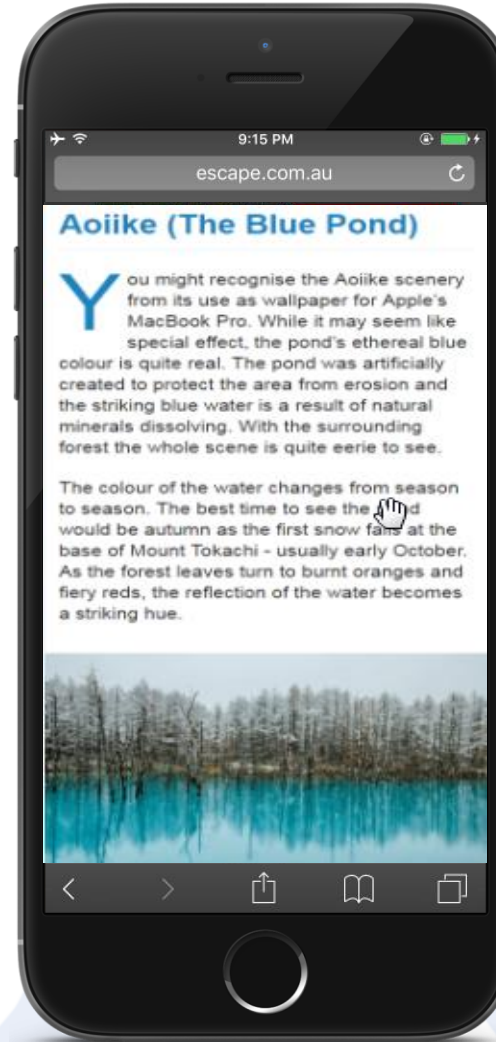 9:15 PM
escape.com.au
Aoiike (The Blue Pond)
You might recognise the Aoiike scenery
from its use as wallpaper for Apple's
MacBook Pro. While it may seem like
special effect, the pond's ethereal blue
colour is quite real. The pond was artificially
created to protect the area from erosion and
the striking blue water is a result of natural
minerals dissolving. With the surrounding
forest the whole scene is quite eerie to see.
The colour of the water changes from season
to season. The best time to see the
would be autumn as the first snow falls at the
base of Mount Tokachi - usually early October.
As the forest leaves turn to burnt oranges and
fiery reds, the reflection of the water becomes
a striking hue.